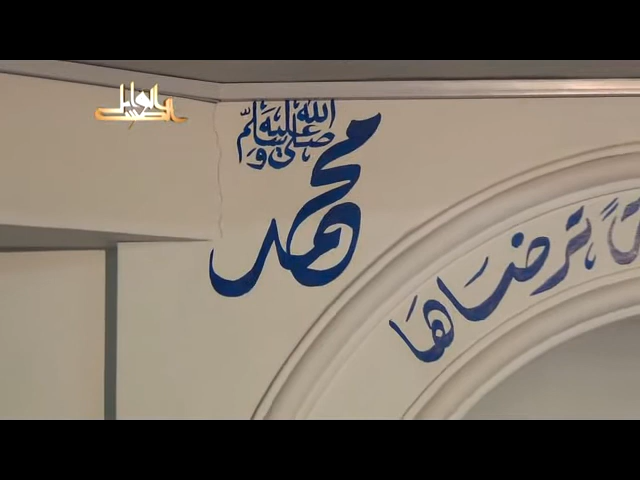 صلى الله عليه وسلم
محمد
ترضاها